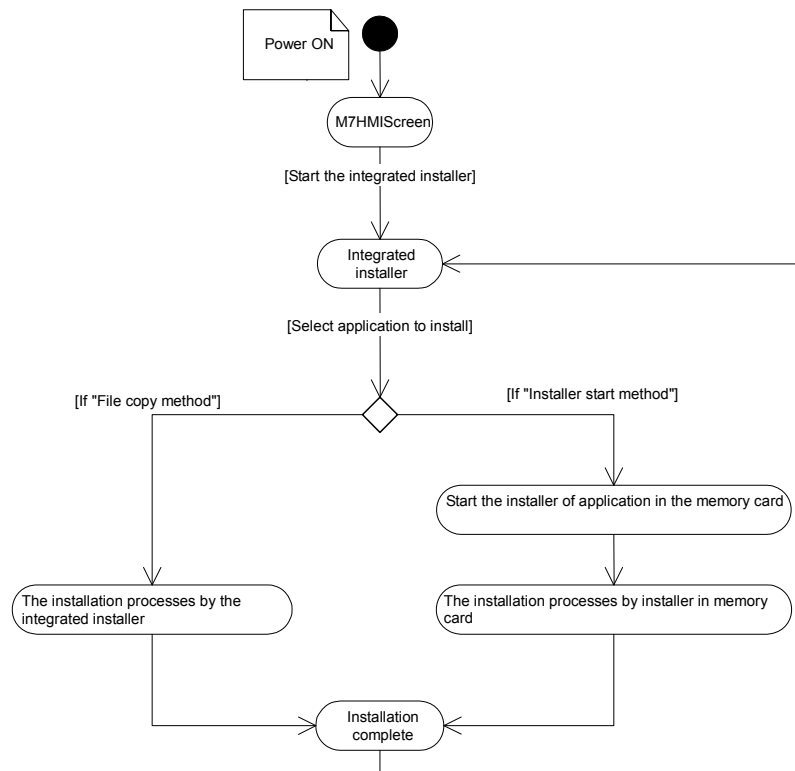 Power ON
M7HMIScreen
[Start the integrated installer]
Integrated
installer
[Select application to install]
[If "File copy method"]
[If "Installer start method"]
Start the installer of application in the memory card
The installation processes by the
integrated installer
The installation processes by installer in memory
card
Installation
complete